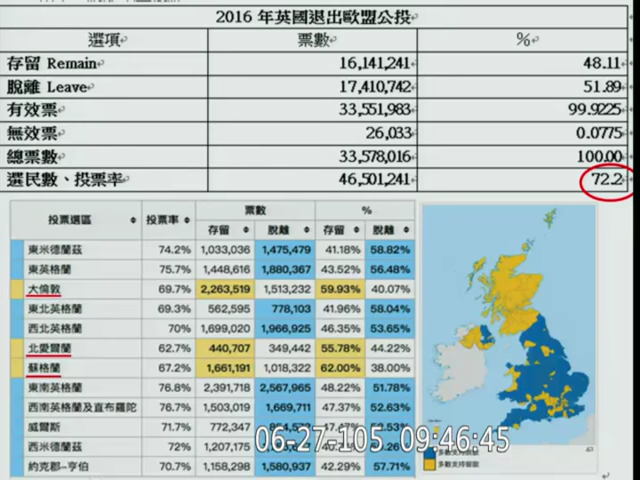 2016 年英國退出歐盟公投
選項 票數 %
存留 Remain 16,141,241 48.11
脫離 Leave 17,410,742 51.89
有效票 33,551,983 99.9225
無效票 26,033 0.0775
總票數 33,578,016 100.00
選民數、投票率 46,501,241 72.2
投票選區 投票率 票數 %
存留 脫離 存留 脫離
東米德蘭茲 74.2% 1,033,036 1,475,479 41.18% 58.82%
東英格蘭 75.7% 1,448,616 1,880,367 43.52% 56.48%
大倫敦 69.7% 2,263,519 1,513,232 59.93% 40.07%
東北英格蘭 69.3% 562,595 778,103 41.96% 58.04%
西北英格蘭 70% 1,699,020 1,966,925 46.35% 53.65%
北愛爾蘭 62.7% 440,707 349,442 55.78% 44.22%
蘇格蘭 67.2% 1,661,191 1,018,322 62.00% 38.00%
東南英格蘭 76.8% 2,391,718 2,567,965 48.22% 51.78%
西南英格蘭及直布羅陀 76.7% 1,503,019 1,669,711 47.37% 52.63%
威爾斯 71.7% 772,347
西米德蘭茲 72% 1,207,175
約克郡-亨伯 70.7% 1,158,298 1,580,937 42.29% 57.71%
06-27-105 09:46:45